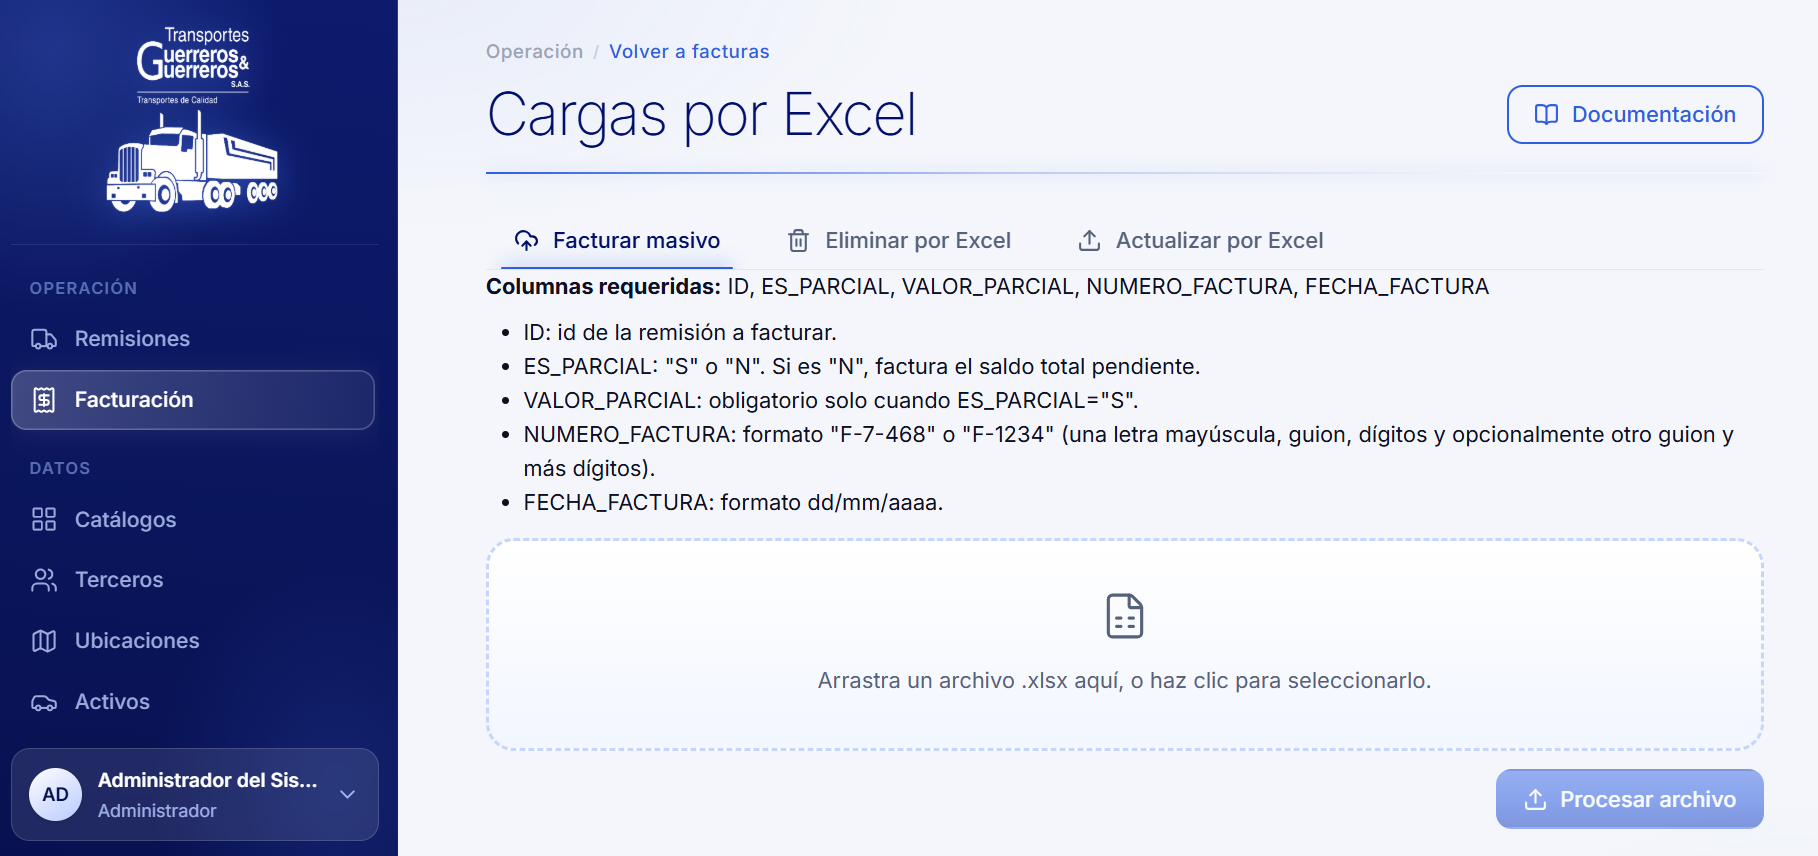 Transportes
Guerreros&
Guerreros
S.A.S.
Transportes de Calidad
OPERACIÓN
Remisiones
Facturación
DATOS
Catálogos
Terceros
Ubicaciones
Activos
AD
Administrador del Sis...
Administrador
Operación / Volver a facturas
Cargas por Excel
Documentación
Facturar masivo
Eliminar por Excel
Actualizar por Excel
Columnas requeridas: ID, ES_PARCIAL, VALOR_PARCIAL, NUMERO_FACTURA, FECHA_FACTURA
• ID: id de la remisión a facturar.
• ES_PARCIAL: "S" o "N". Si es "N", factura el saldo total pendiente.
• VALOR_PARCIAL: obligatorio solo cuando ES_PARCIAL="S".
• NUMERO_FACTURA: formato "F-7-468" o "F-1234" (una letra mayúscula, guion, dígitos y opcionalmente otro guion y
más dígitos).
• FECHA_FACTURA: formato dd/mm/aaaa.
Arrastra un archivo .xlsx aquí, o haz clic para seleccionarlo.
Procesar archivo